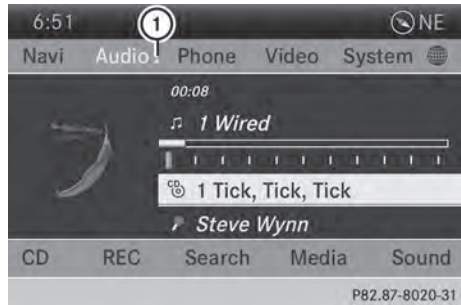 6:51 1 NE
Navi Audio Phone Video System
00:08
1 Wired
CD 1 Tick, Tick, Tick
Steve Wynn
CD REC Search Media Sound
P82.87-8020-31